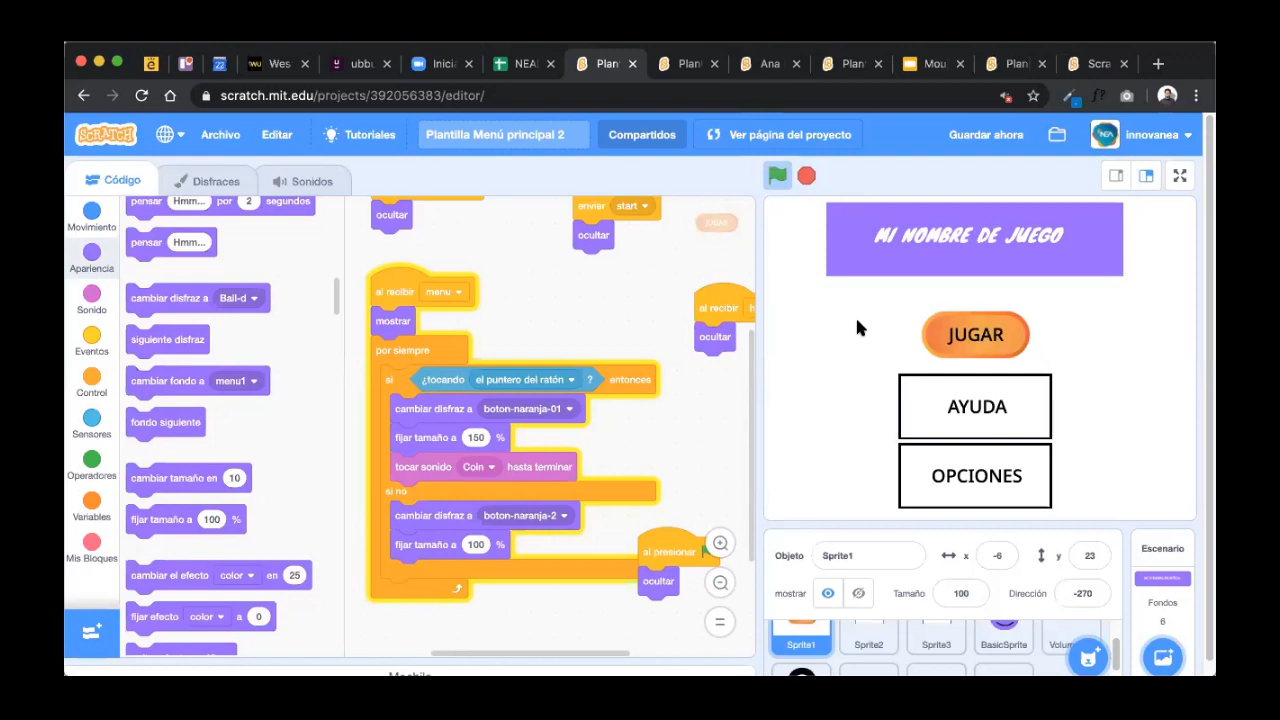 Wes
ubbu
Inicia
NEAL
Plant
Plant
Ana
Plant
Mou
Plan
Scra
scratch.mit.edu/projects/392056383/editor/
SCRATCH
Archivo
Editar
Tutoriales
Plantilla Menú principal 2
Compartidos
Ver página del proyecto
Guardar ahora
innovanea
Código
Disfraces
Sonidos
Movimiento
Apariencia
Sonido
Eventos
Control
Sensores
Operadores
Variables
Mis Bloques
pensar Hmm... por 2 segundos
pensar Hmm...
cambiar disfraz a Ball-d
siguiente disfraz
cambiar fondo a menu1
fondo siguiente
cambiar tamaño en 10
fijar tamaño a 100 %
cambiar el efecto color en 25
fijar efecto color a 0
ocultar
enviar start
ocultar
JUGAR
al recibir menu
mostrar
por siempre
si ¿tocando el puntero del ratón ? entonces
cambiar disfraz a boton-naranja-01
fijar tamaño a 150 %
tocar sonido Coin hasta terminar
si no
cambiar disfraz a boton-naranja-2
fijar tamaño a 100 %
al recibir h
ocultar
al presionar
ocultar
MI NOMBRE DE JUEGO
JUGAR
AYUDA
OPCIONES
Objeto Sprite1 x -6 y 23
mostrar Tamaño 100 Dirección -270
Sprite1
Sprite2
Sprite3
BasicSprite
Volum
Escenario
Fondos
6